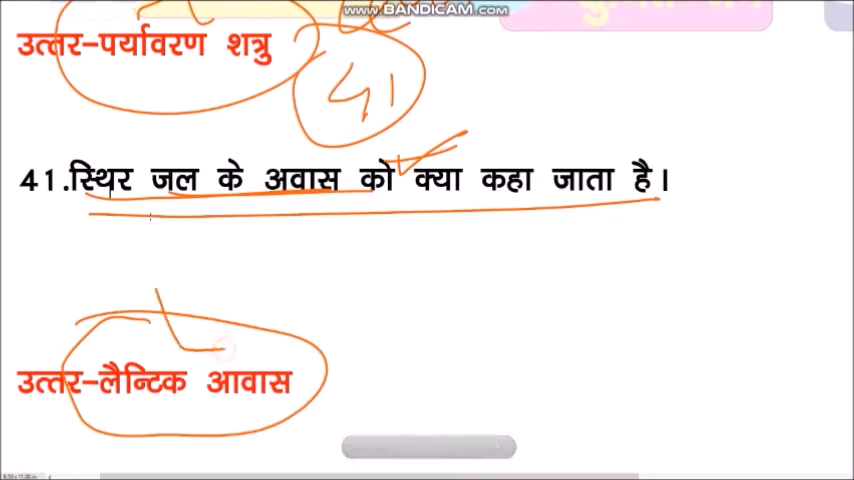 www.BANDICAM.com
उत्तर-पर्यावरण शत्रु
41
41.स्थिर जल के अवास को क्या कहा जाता है।
उत्तर-लैन्टिक आवास